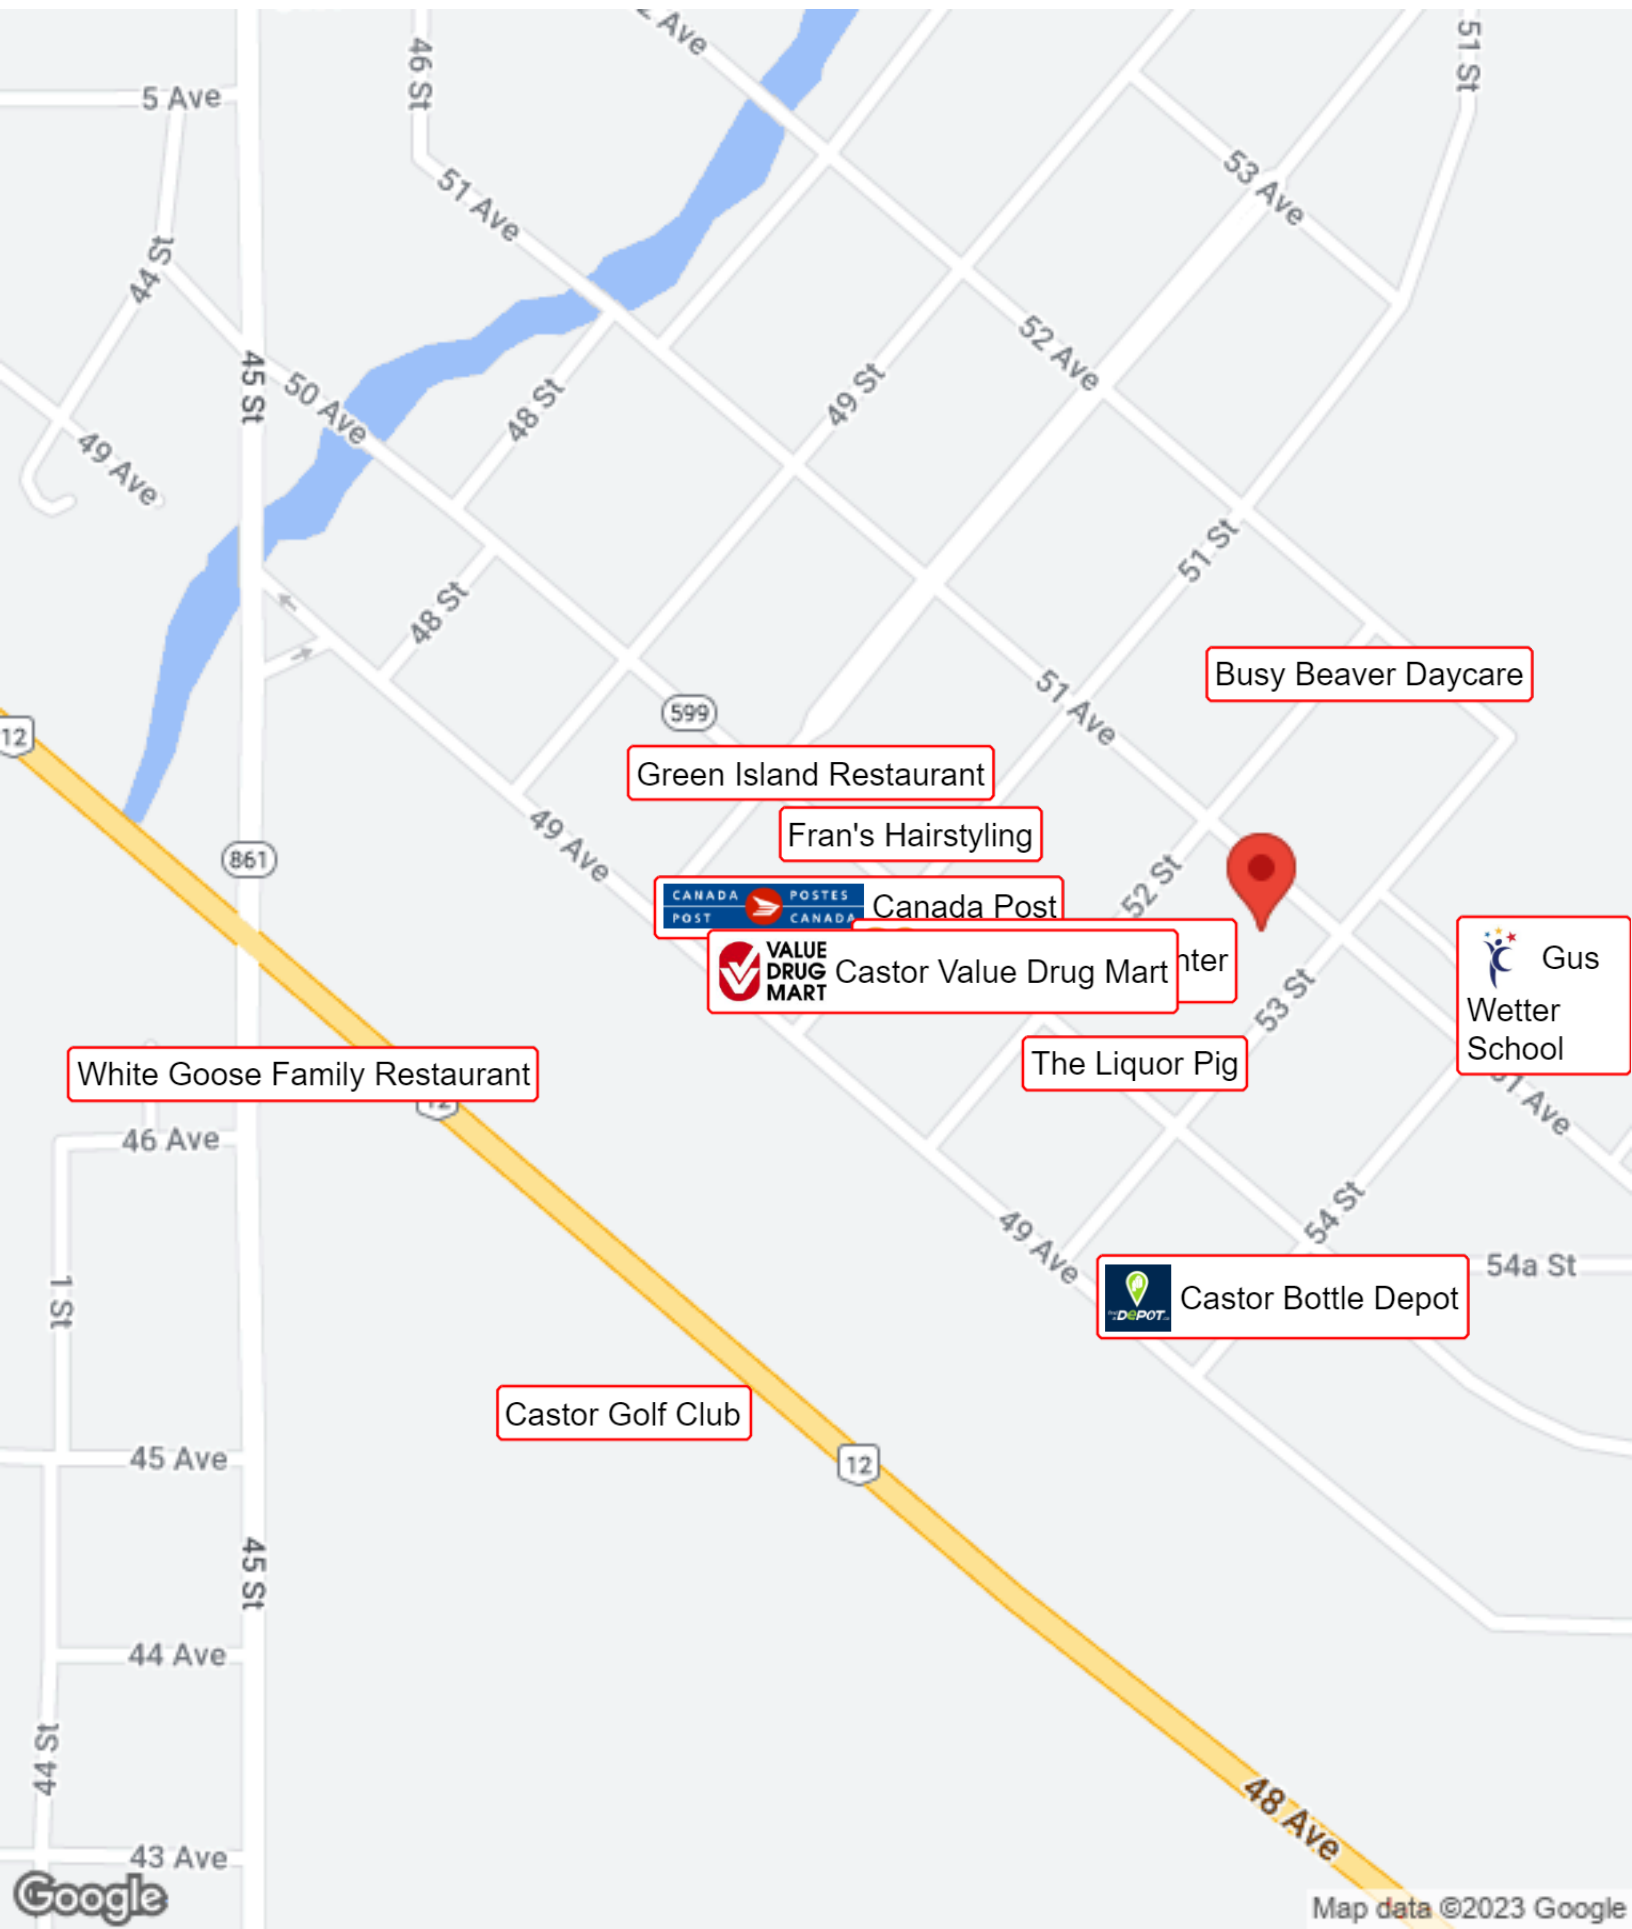 2 Ave
46 St
51 St
5 Ave
51 Ave
53 Ave
44 St
52 Ave
45 St
50 Ave
49 St
48 St
49 Ave
51 St
48 St
Busy Beaver Daycare
51 Ave
599
12
Green Island Restaurant
Fran's Hairstyling
49 Ave
861
52 St
CANADA POSTES
POST CANADA
Canada Post
VALUE
DRUG
MART
Castor Value Drug Mart
Gus
Wetter
School
53 St
The Liquor Pig
White Goose Family Restaurant
12
51 Ave
46 Ave
54 St
49 Ave
54a St
1 St
DEPOT
Castor Bottle Depot
Castor Golf Club
45 Ave
12
45 St
44 Ave
44 St
48 Ave
43 Ave
Google
Map data ©2023 Google